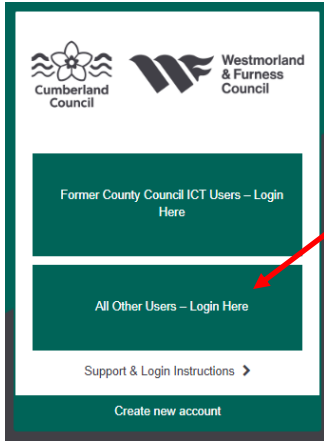 Cumberland
Council
Westmorland
& Furness
Council
Former County Council ICT Users – Login
Here
All Other Users – Login Here
Support & Login Instructions
Create new account